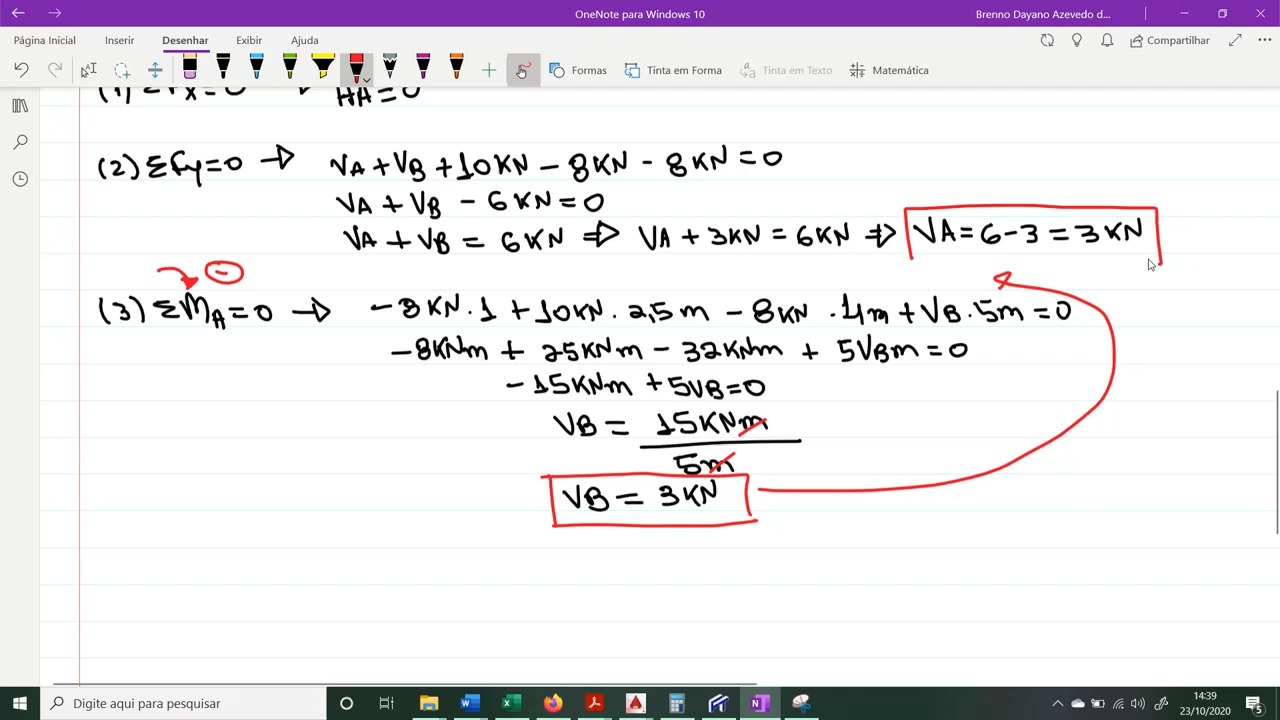 OneNote para Windows 10
Brenno Dayano Azevedo d...
Página Inicial Inserir Desenhar Exibir Ajuda
Compartilhar
Formas Tinta em Forma Tinta em Texto Matemática
(1) ΣFx=0 HA=0
(2) ΣFy=0 → VA+VB+10KN-8KN-8KN=0
VA+VB-6KN=0
VA+VB=6KN ⇒ VA+3KN=6KN ⇒ VA=6-3=3KN
-
(3) ΣMA=0 → -8KN.1+10KN.2,5m-8KN.4m+VB.5m=0
-8KNm+25KNm-32KNm+5VBm=0
-15KNm+5VB=0
VB= 15KNm
5m
VB=3KN
Digite aqui para pesquisar
14:39
23/10/2020
5